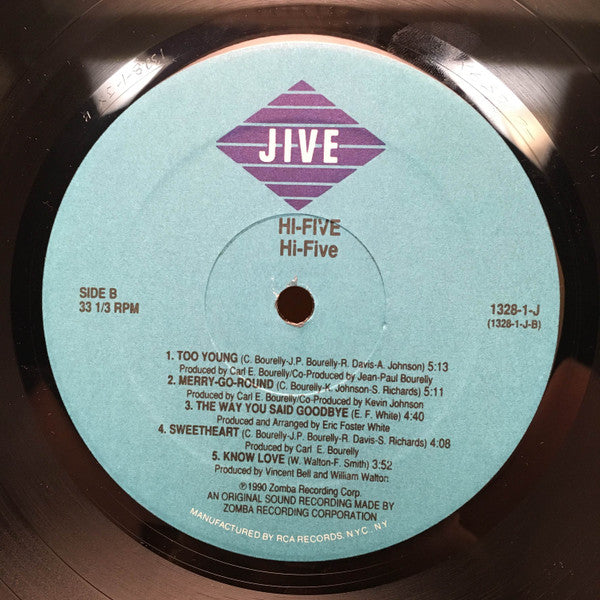 JIVE
HI-FIVE
Hi-Five
SIDE B
33 1/3 RPM
1328-1-J
(1328-1-J-B)
1. TOO YOUNG (C. Bourelly-J.P. Bourelly-R. Davis-A. Johnson) 5:13
Produced by Carl E. Bourelly/Co-Produced by Jean-Paul Bourelly
2. MERRY-GO-ROUND (C. Bourelly-K. Johnson-S. Richards) 5:11
Produced by Carl E. Bourelly/Co-Produced by Kevin Johnson
3. THE WAY YOU SAID GOODBYE (E. F. White) 4:40
Produced and Arranged by Eric Foster White
4. SWEETHEART (C. Bourelly-J.P. Bourelly-R. Davis-S. Richards) 4:08
Produced by Carl E. Bourelly
5. KNOW LOVE (W. Walton-F. Smith) 3:52
Produced by Vincent Bell and William Walton
℗1990 Zomba Recording Corp.
AN ORIGINAL SOUND RECORDING MADE BY
ZOMBA RECORDING CORPORATION
MANUFACTURED BY RCA RECORDS, N.Y.C., N.Y.